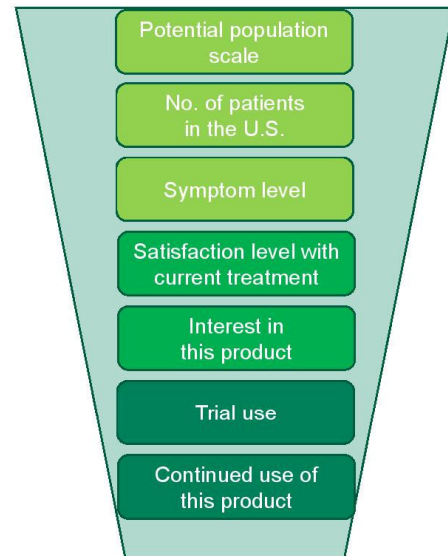 Potential population
scale
No. of patients
in the U.S.
Symptom level
Satisfaction level with
current treatment
Interest in
this product
Trial use
Continued use of
this product